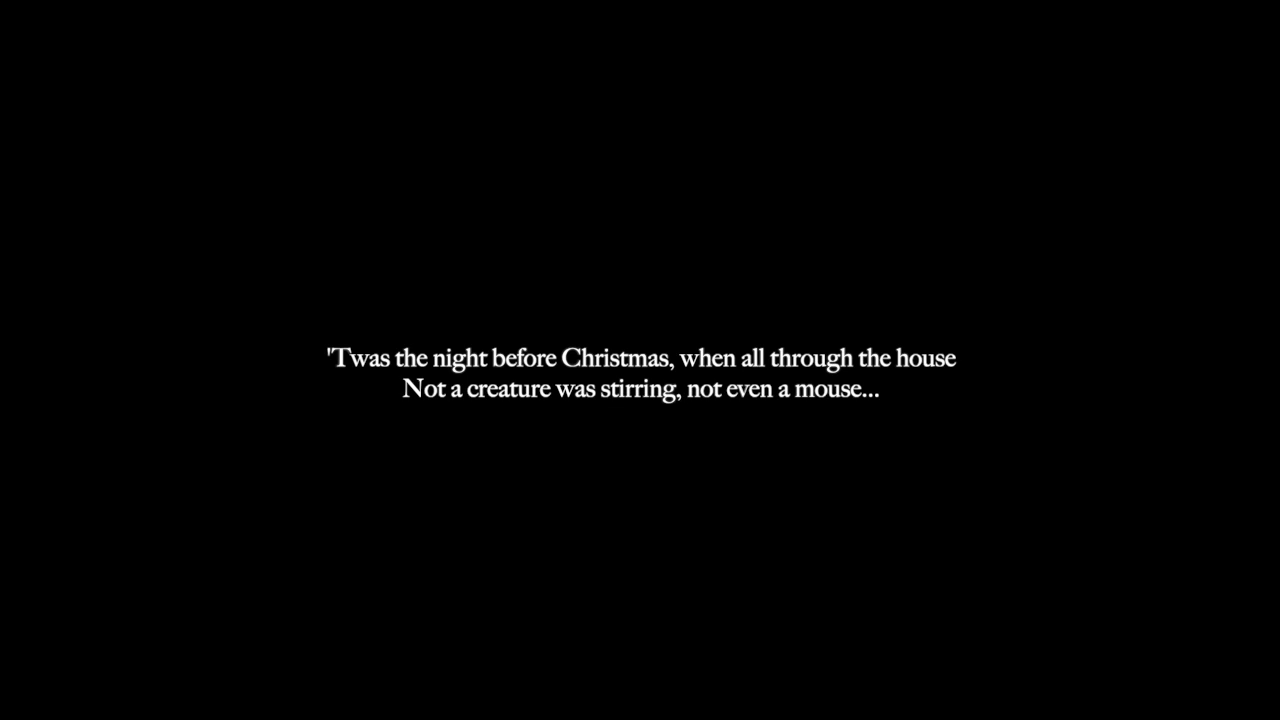 'Twas the night before Christmas, when all through the house
Not a creature was stirring, not even a mouse...